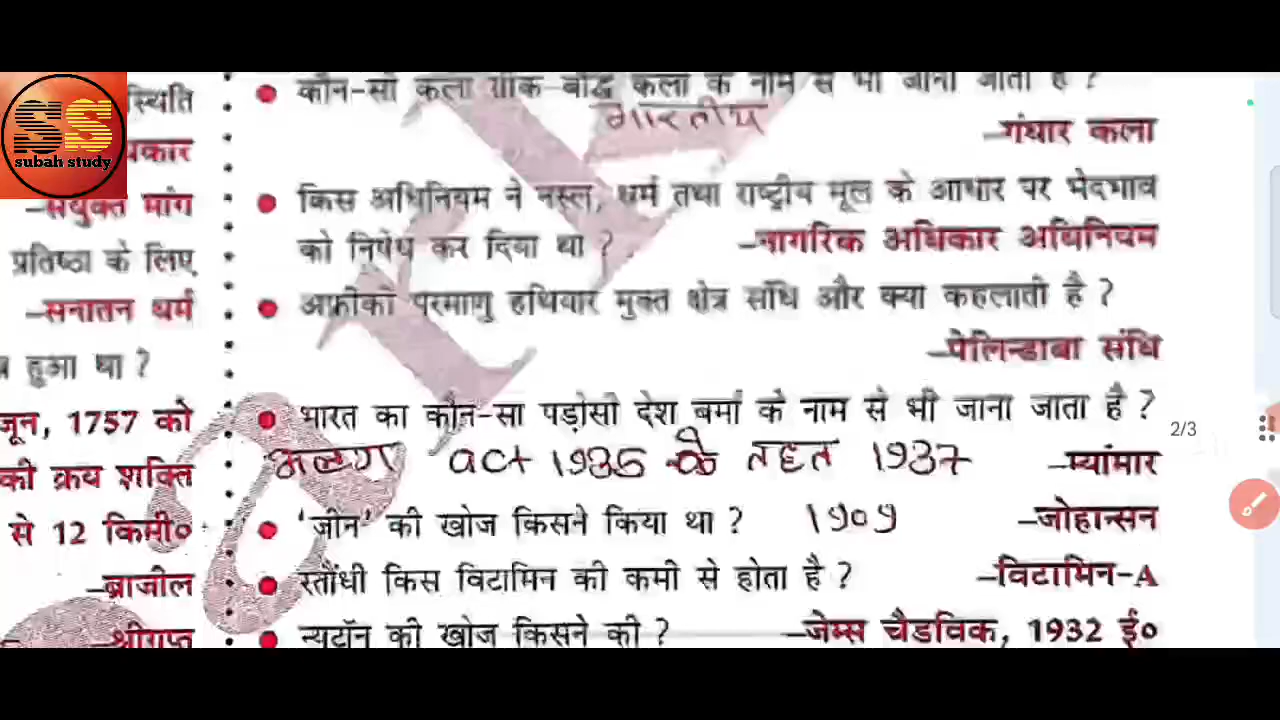 SS
subah study
स्थिति
कार
–संयुक्त मांग
प्रतिष्ठा के लिए
–सनातन धर्म
हुआ था ?
जून, 1757 को
की क्रय शक्ति
से 12 किमी०
–ब्राजील
–श्रीगुप्त
कौन-सी कला ग्रीक बौद्ध कला के नाम से भी जानी जाती है ?
भारतीय
–गंधार कला
किस अधिनियम ने नस्ल, धर्म तथा राष्ट्रीय मूल के आधार पर भेदभाव
को निषेध कर दिया था ? –नागरिक अधिकार अधिनियम
अफ्रीकी परमाणु हथियार मुक्त क्षेत्र संधि और क्या कहलाती है ?
–पेलिन्डाबा संधि
भारत का कौन-सा पड़ोसी देश बर्मा के नाम से भी जाना जाता है ?
अलग act 1935 के तहत 1937 –म्यांमार
'जीन' की खोज किसने किया था ? 1909 –जोहान्सन
रतौंधी किस विटामिन की कमी से होता है ? –विटामिन-A
न्यूटॉन की खोज किसने की ? –जेम्स चैडविक, 1932 ई०
2/3